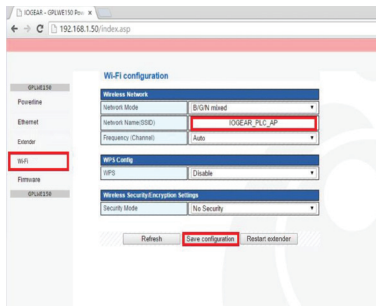 IOGEAR - GPLWE150 Pow
192.168.1.50/index.asp
GPLWE150
Powerline
Ethernet
Extender
Wi-Fi
Firmware
GPLWE150
Wi-Fi configuration
Wireless Network
Network Mode B/G/N mixed
Network Name(SSID) IOGEAR_PLC_AP
Frequency (Channel) Auto
WPS Config
WPS Disable
Wireless Security/Encryption Settings
Security Mode No Security
Refresh Save configuration Restart extender